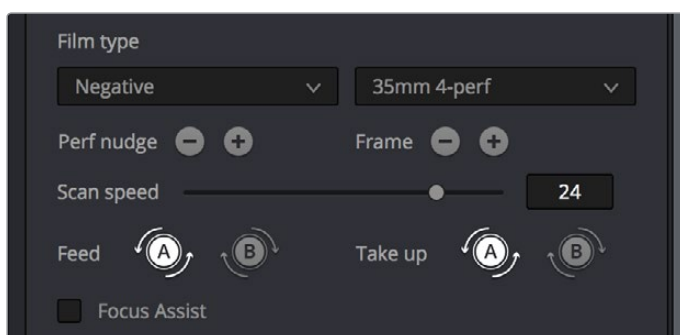 Film type
Negative 35mm 4-perf
Perf nudge Frame
Scan speed 24
Feed A B Take up A B
Focus Assist